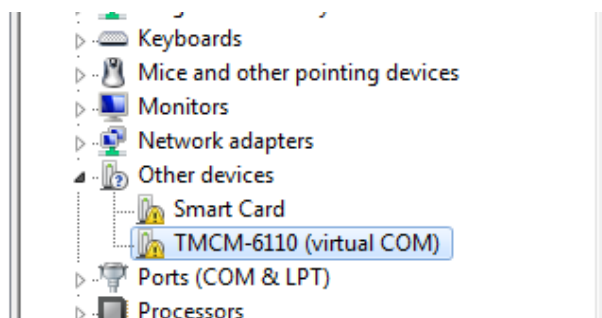 Keyboards
Mice and other pointing devices
Monitors
Network adapters
Other devices
Smart Card
TMCM-6110 (virtual COM)
Ports (COM & LPT)
Processors